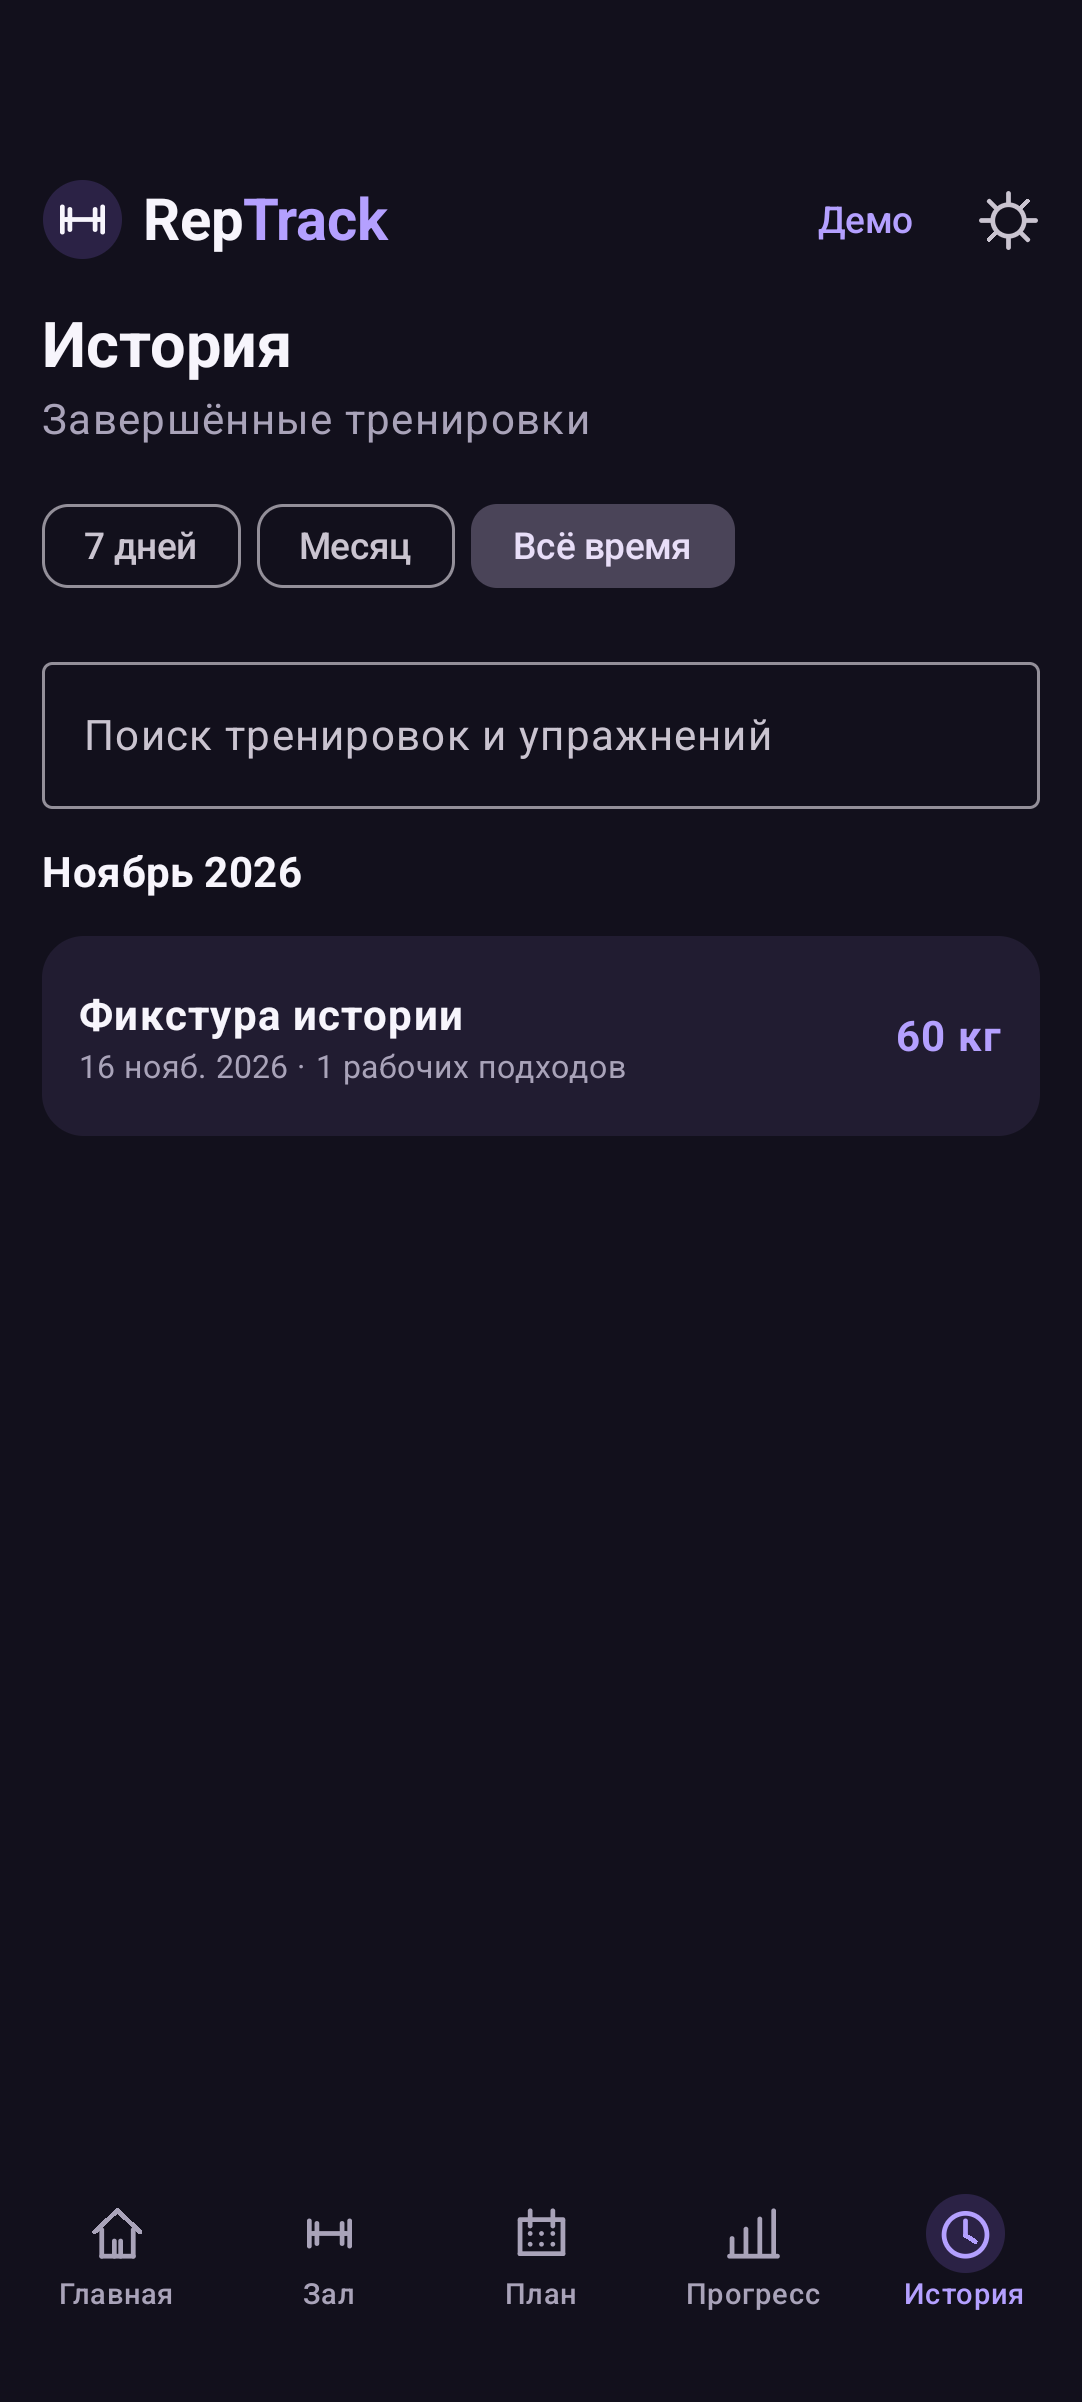 RepTrack
Демо
История
Завершённые тренировки
7 дней
Месяц
Всё время
Поиск тренировок и упражнений
Ноябрь 2026
Фикстура истории
60 кг
16 нояб. 2026 · 1 рабочих подходов
Главная
Зал
План
Прогресс
История